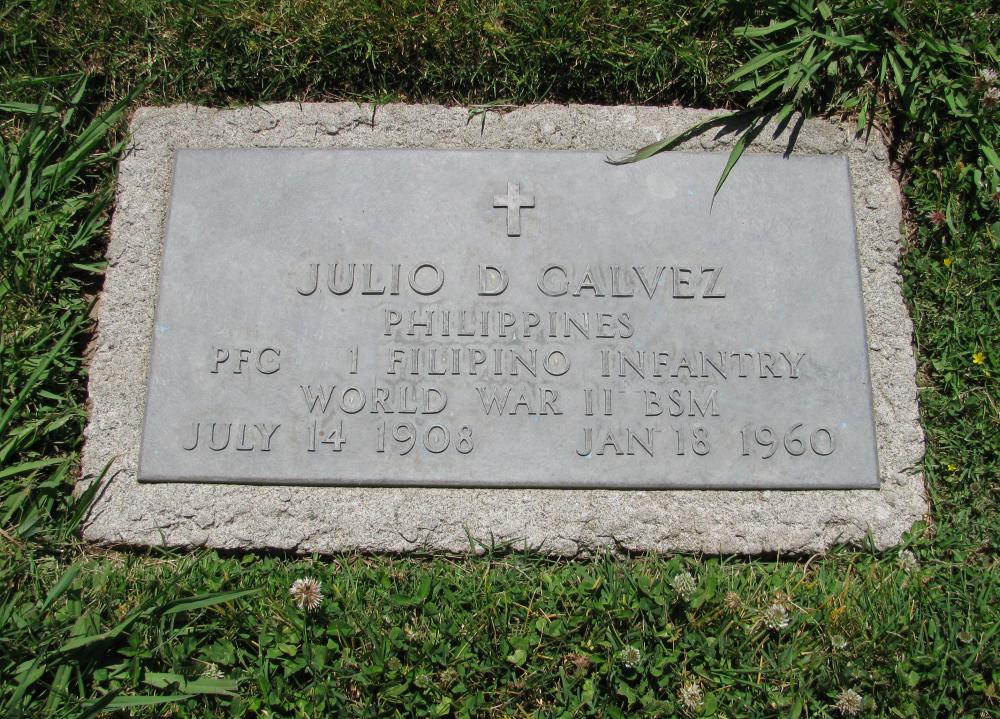 JULIO D GALVEZ
PHILIPPINES
PFC 1 FILIPINO INFANTRY
WORLD WAR II BSM
JULY 14 1908 JAN 18 1960